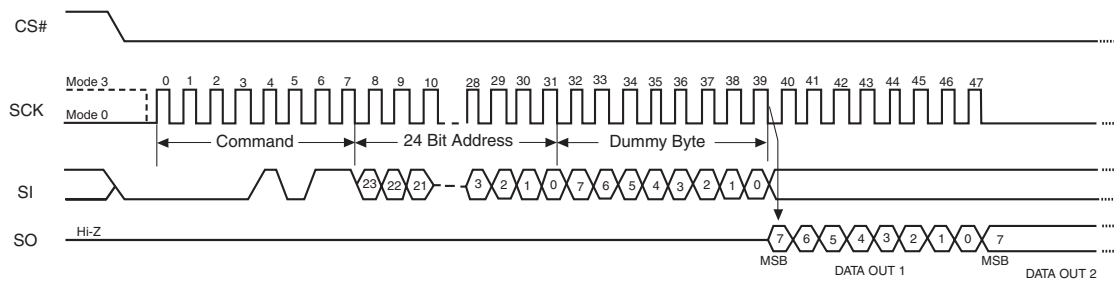 CS#
Mode 3 0 1 2 3 4 5 6 7 8 9 10 28 29 30 31 32 33 34 35 36 37 38 39 40 41 42 43 44 45 46 47
SCK
Mode 0
Command 24 Bit Address Dummy Byte
SI 23 22 21 3 2 1 0 7 6 5 4 3 2 1 0
SO Hi-Z 7 6 5 4 3 2 1 0 7
MSB DATA OUT 1 MSB DATA OUT 2